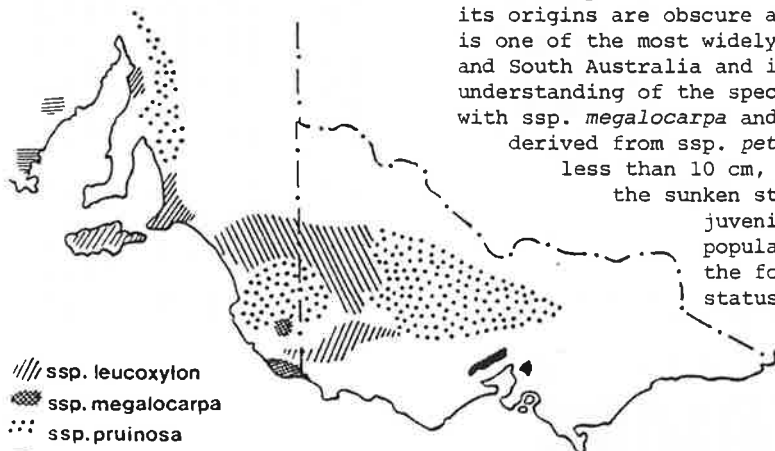 its origins are obscure a
is one of the most widely
and South Australia and i
understanding of the spec
with ssp. megalocarpa and
derived from ssp. pet
less than 10 cm,
the sunken st
juveni
popula
the fo
status
ssp. leucoxylon
ssp. megalocarpa
ssp. pruinosa